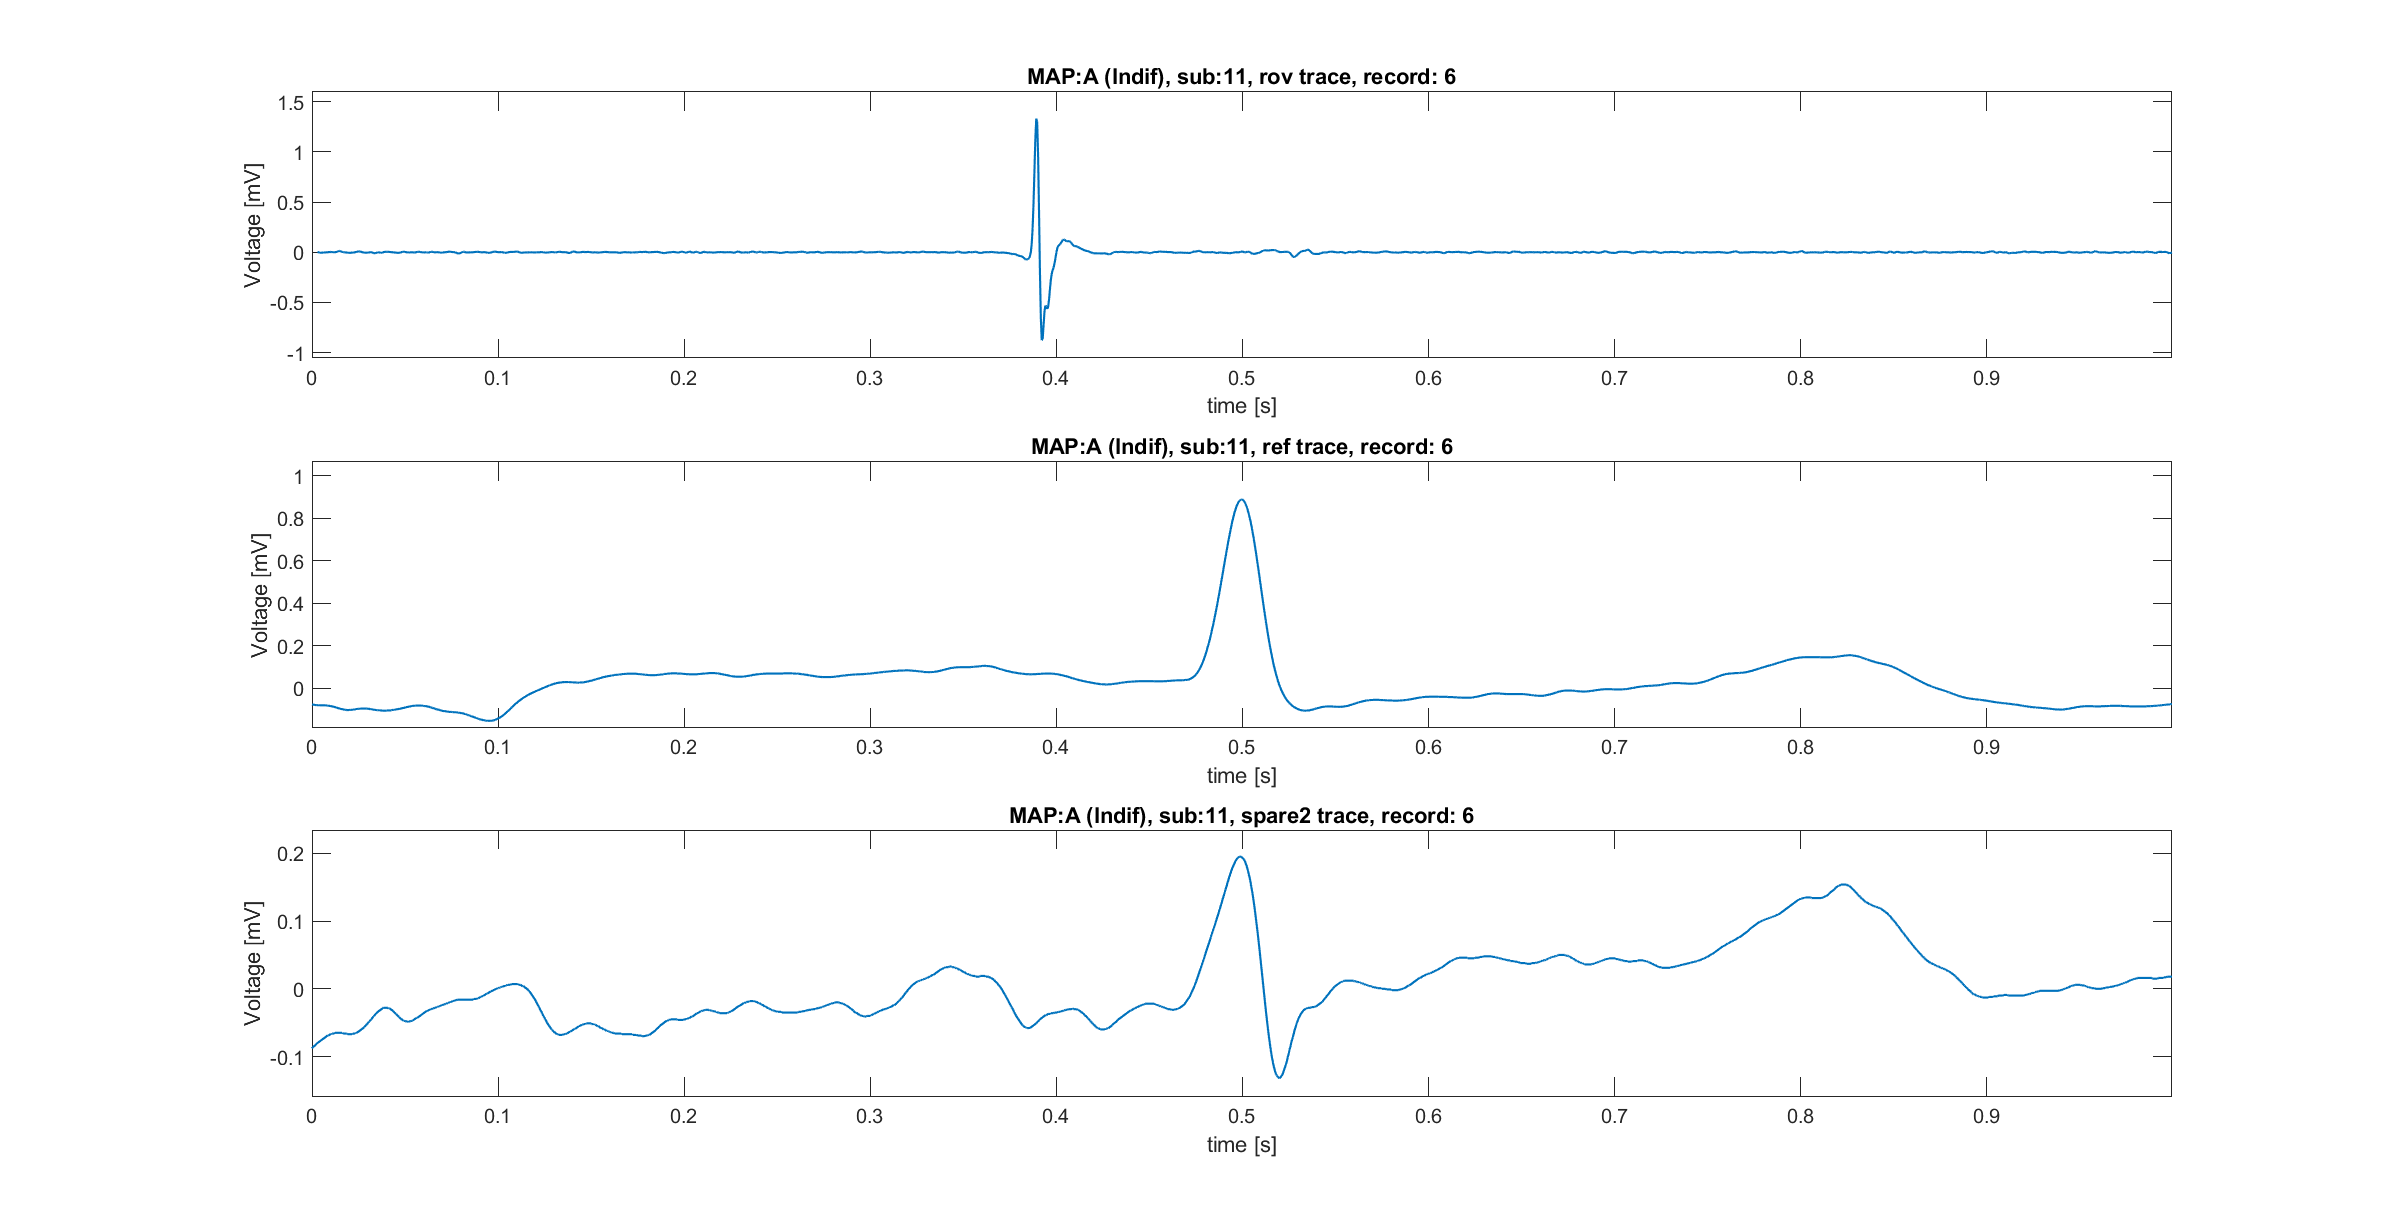 MAP:A (Indif), sub:11, rov trace, record: 6
Voltage [mV]
1.5
1
0.5
0
-0.5
-1
0 0.1 0.2 0.3 0.4 0.5 0.6 0.7 0.8 0.9
time [s]
MAP:A (Indif), sub:11, ref trace, record: 6
Voltage [mV]
1
0.8
0.6
0.4
0.2
0
0 0.1 0.2 0.3 0.4 0.5 0.6 0.7 0.8 0.9
time [s]
MAP:A (Indif), sub:11, spare2 trace, record: 6
Voltage [mV]
0.2
0.1
0
-0.1
0 0.1 0.2 0.3 0.4 0.5 0.6 0.7 0.8 0.9
time [s]